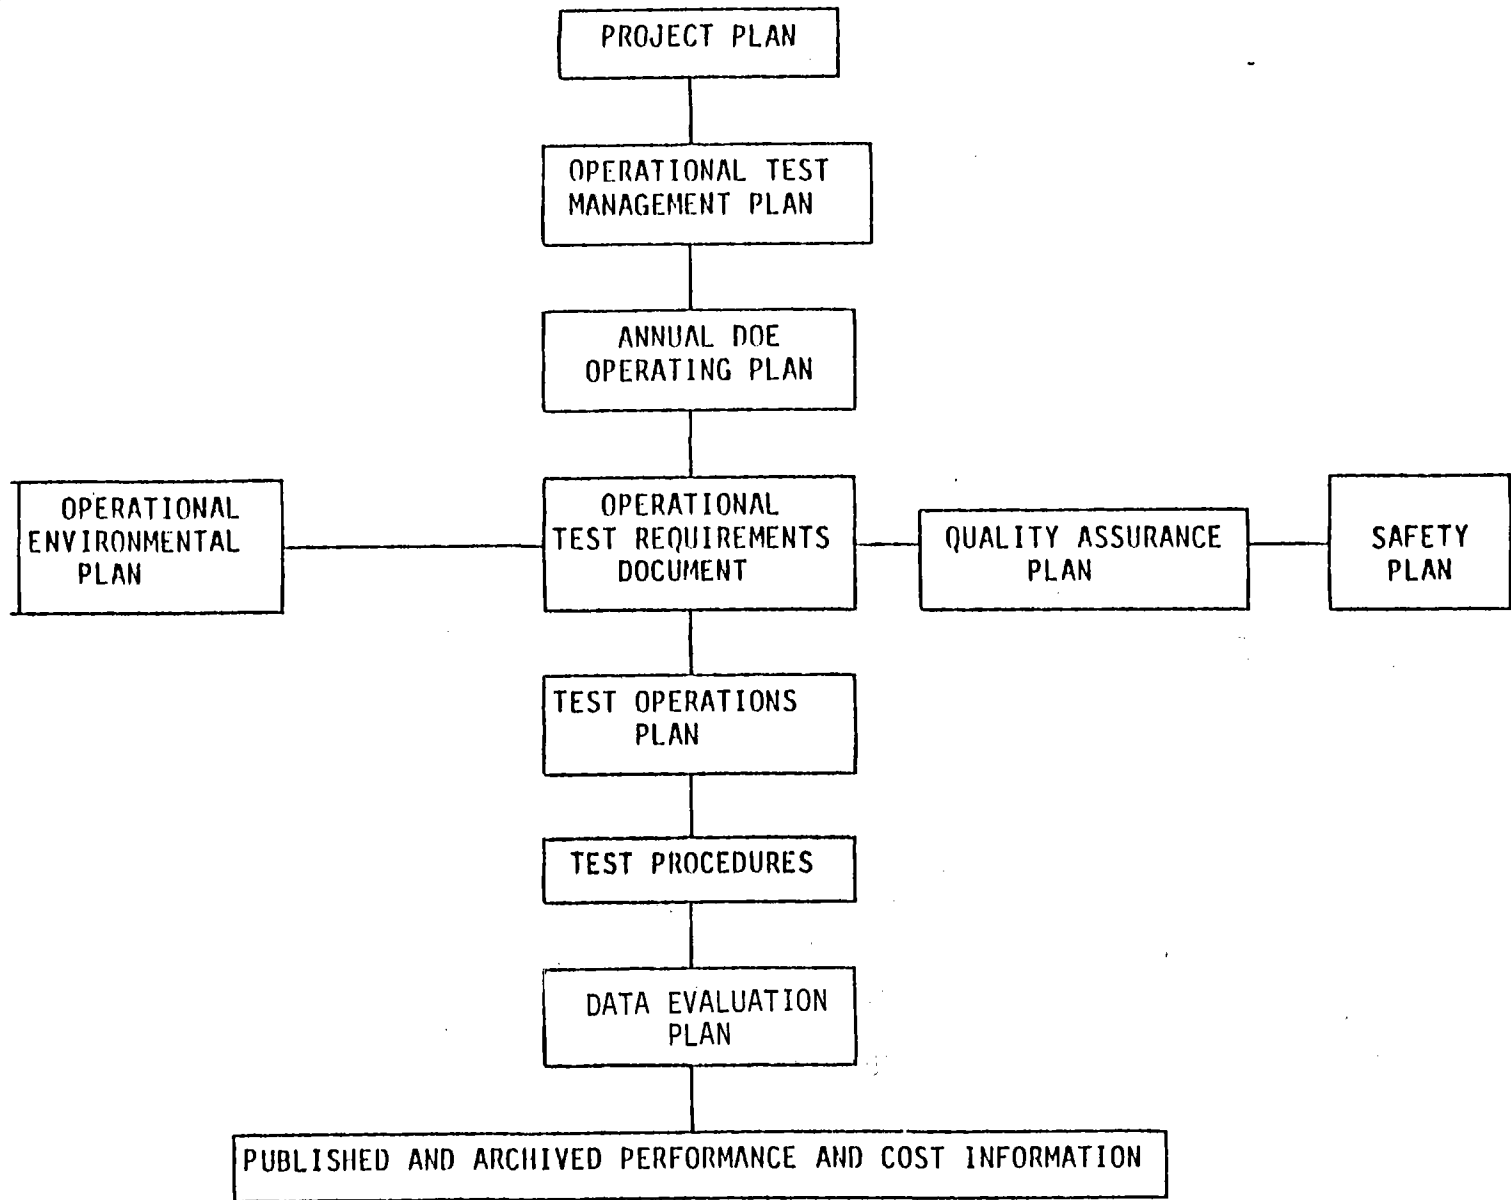 PROJECT PLAN
OPERATIONAL TEST
MANAGEMENT PLAN
ANNUAL DOE
OPERATING PLAN
OPERATIONAL
ENVIRONMENTAL
PLAN
OPERATIONAL
TEST REQUIREMENTS
DOCUMENT
QUALITY ASSURANCE
PLAN
SAFETY
PLAN
TEST OPERATIONS
PLAN
TEST PROCEDURES
DATA EVALUATION
PLAN
PUBLISHED AND ARCHIVED PERFORMANCE AND COST INFORMATION